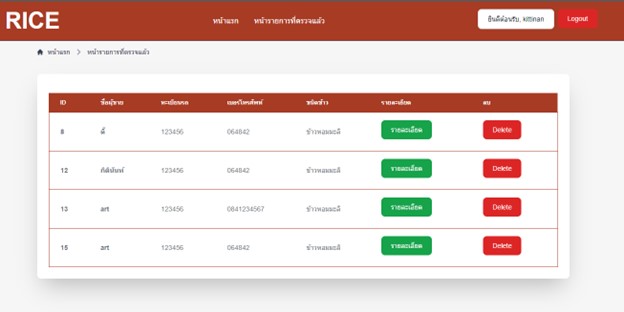 RICE
หน้าแรก หน้ารายการที่ตรวจแล้ว
ยินดีต้อนรับ, kittinan Logout
หน้าแรก > หน้ารายการที่ตรวจแล้ว
ID ชื่อผู้ขาย ทะเบียนรถ เบอร์โทรศัพท์ ชนิดข้าว รายละเอียด ลบ
8 ดี่ 123456 064842 ข้าวหอมมะลิ รายละเอียด Delete
12 กิตินันท์ 123456 064842 ข้าวหอมมะลิ รายละเอียด Delete
13 art 123456 0841234567 ข้าวหอมมะลิ รายละเอียด Delete
15 art 123456 064842 ข้าวหอมมะลิ รายละเอียด Delete